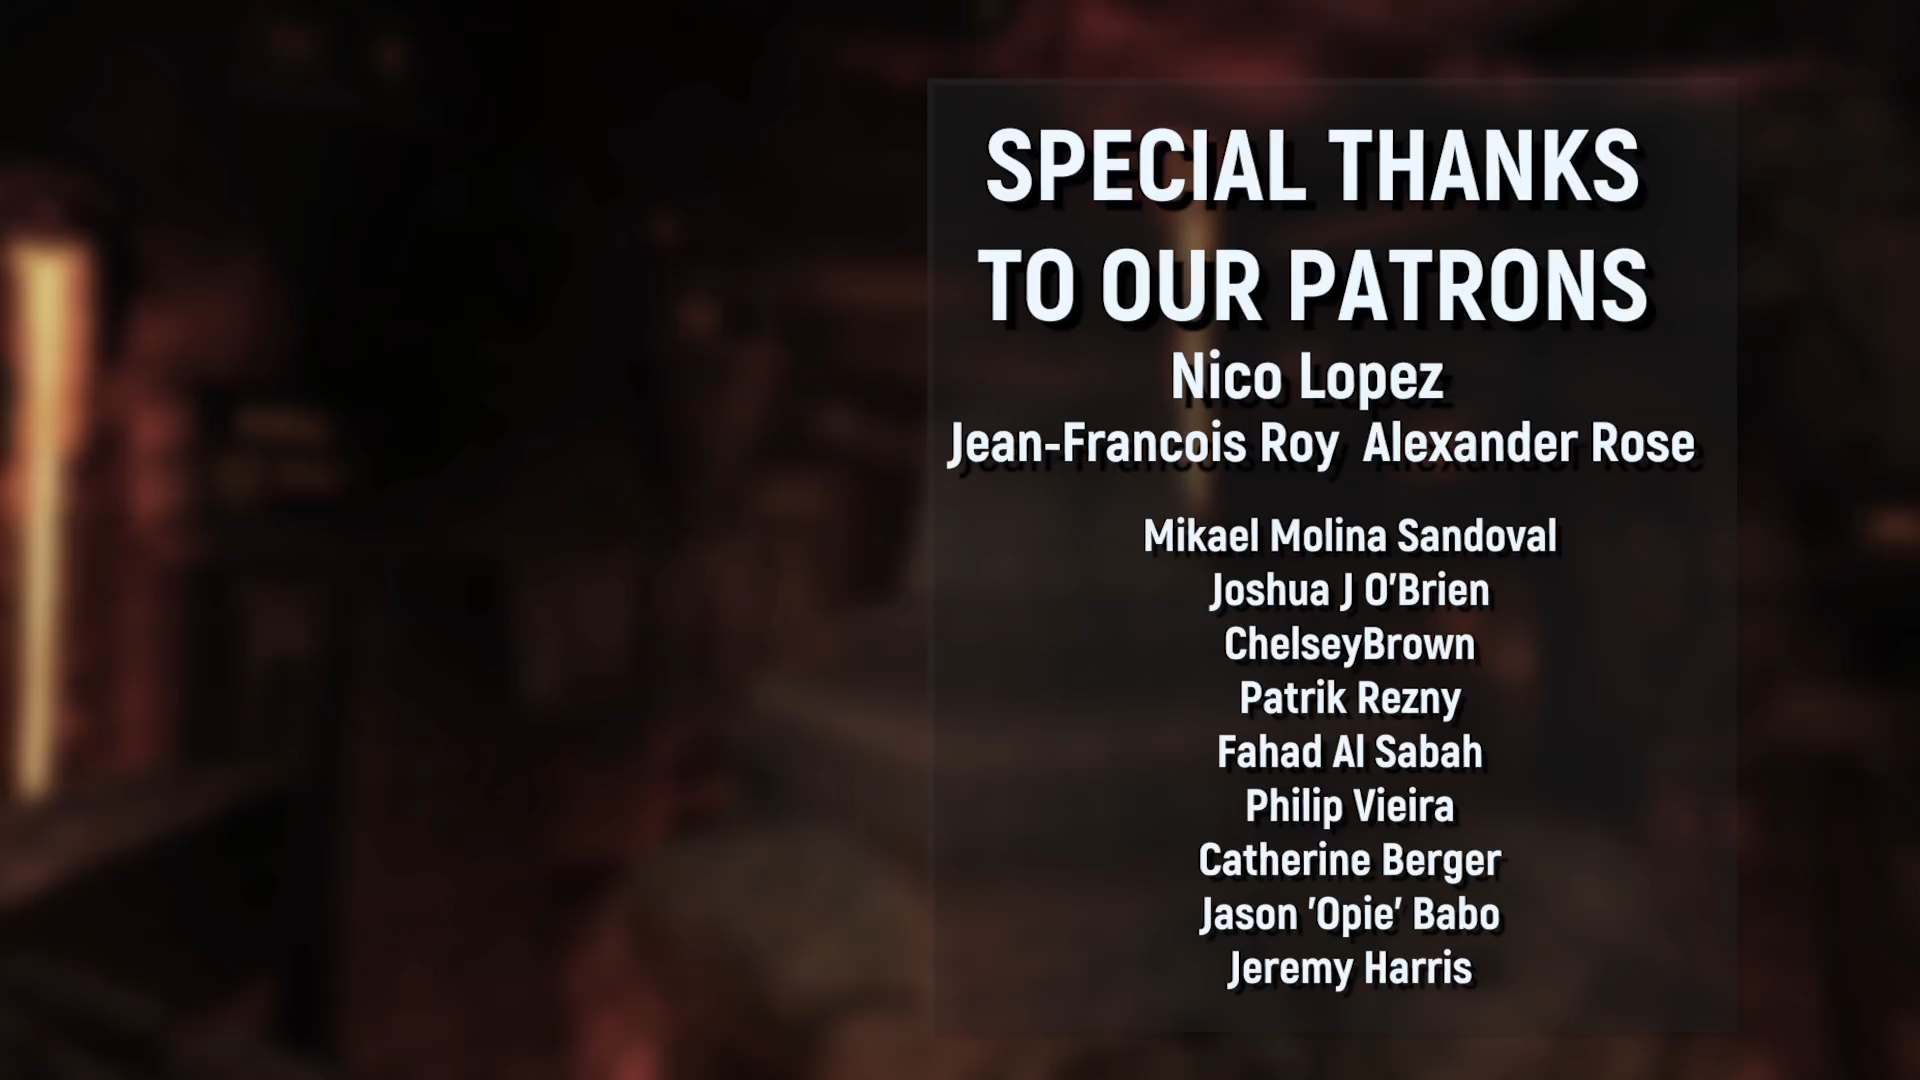 SPECIAL THANKS
TO OUR PATRONS
Nico Lopez
Jean-Francois Roy  Alexander Rose
Mikael Molina Sandoval
Joshua J O'Brien
ChelseyBrown
Patrik Rezny
Fahad Al Sabah
Philip Vieira
Catherine Berger
Jason 'Opie' Babo
Jeremy Harris